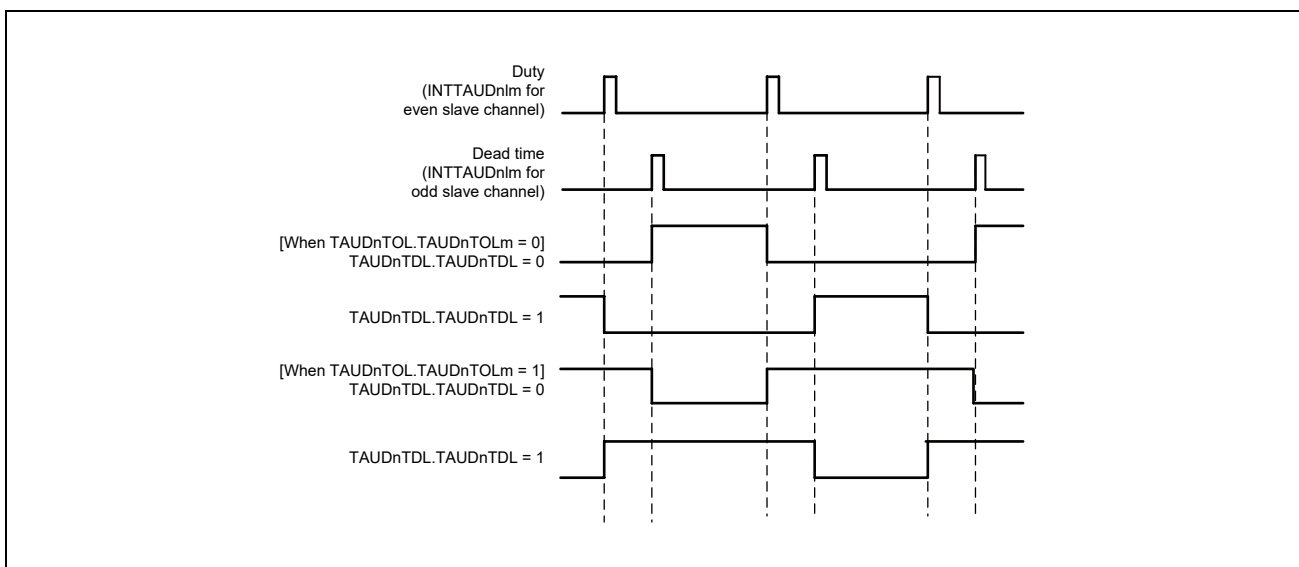 Duty
(INTTAUDnIm for
even slave channel)
Dead time
(INTTAUDnIm for
odd slave channel)
[When TAUDnTOL.TAUDnTOLm = 0]
TAUDnTDL.TAUDnTDL = 0
TAUDnTDL.TAUDnTDL = 1
[When TAUDnTOL.TAUDnTOLm = 1]
TAUDnTDL.TAUDnTDL = 0
TAUDnTDL.TAUDnTDL = 1